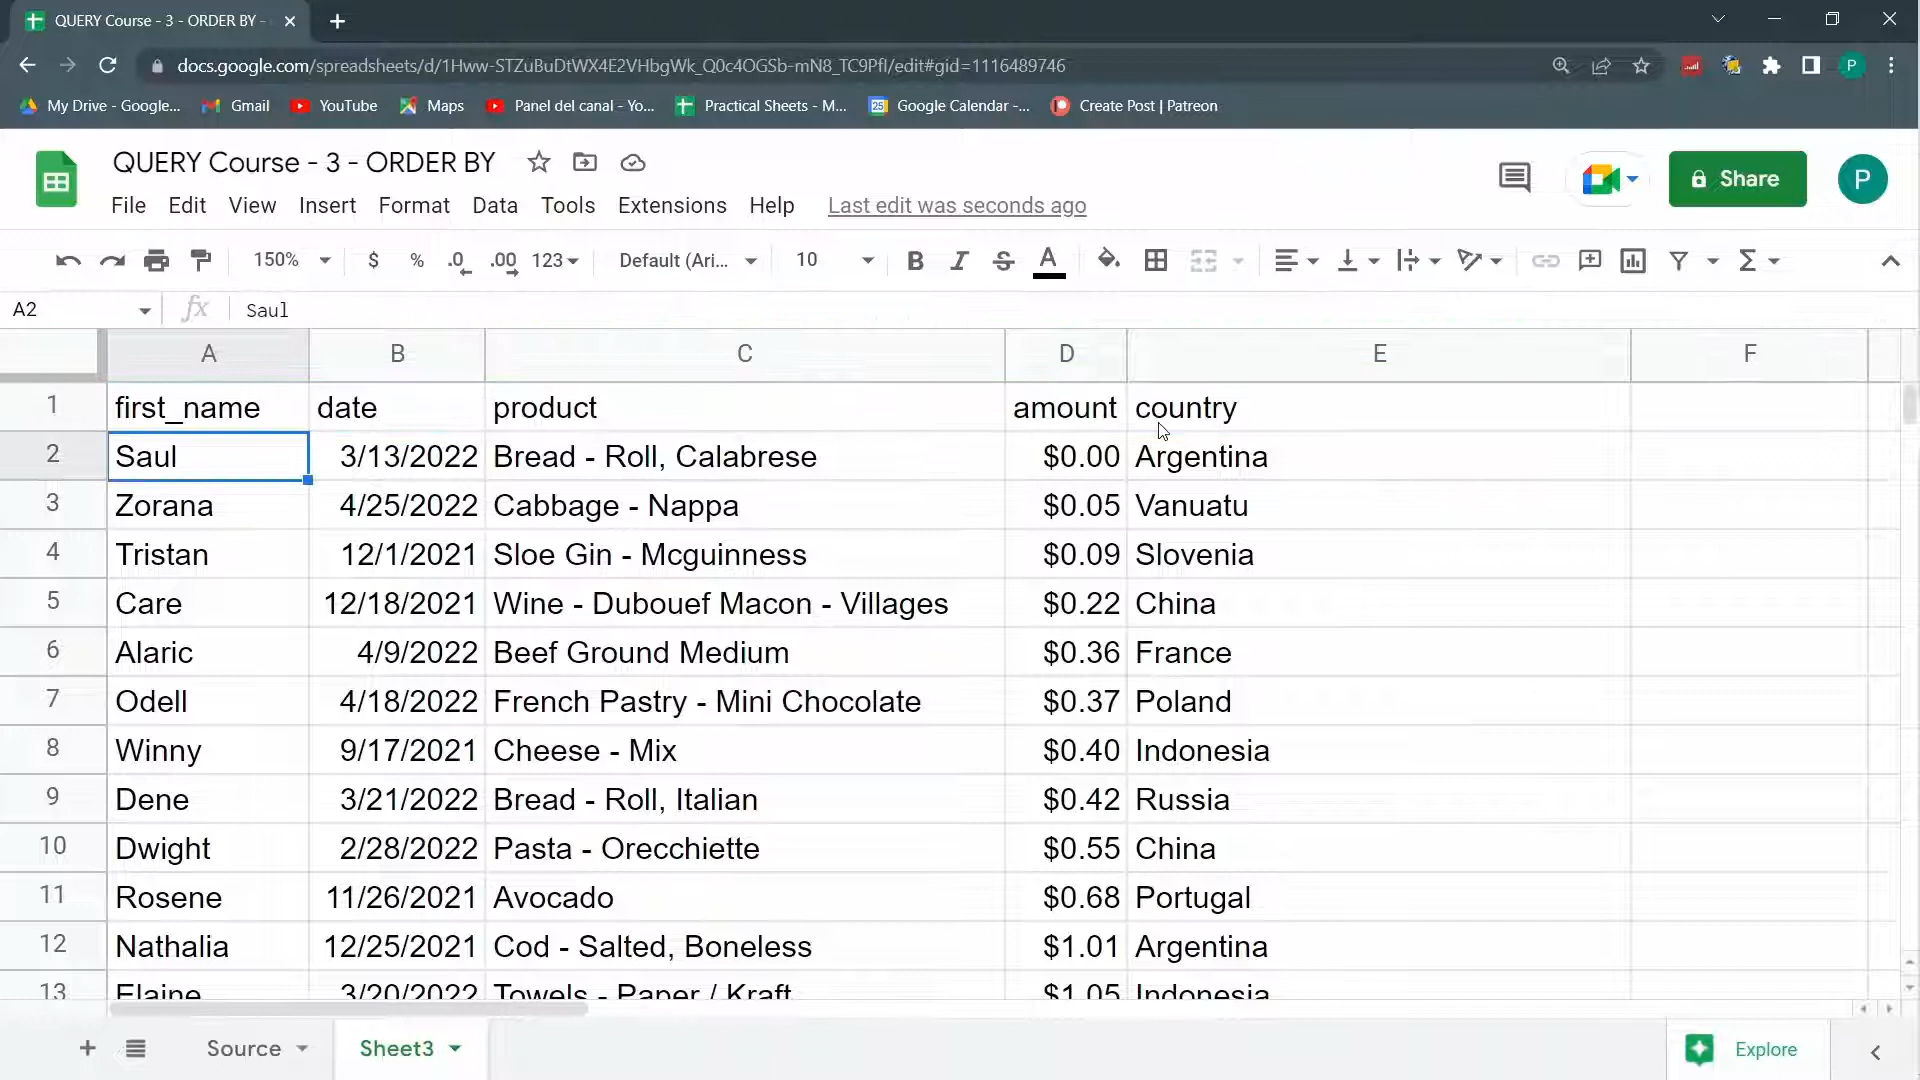 QUERY Course - 3 - ORDER BY -
docs.google.com/spreadsheets/d/1Hww-STZuBuDtWX4E2VHbgWk_Q0c4OGSb-mN8_TC9PfI/edit#gid=1116489746
P
My Drive - Google... Gmail YouTube Maps Panel del canal - Yo... Practical Sheets - M... 25 Google Calendar -... Create Post | Patreon
QUERY Course - 3 - ORDER BY
Share
P
File Edit View Insert Format Data Tools Extensions Help Last edit was seconds ago
150% $ % .0 .00 123 Default (Ari... 10 B I S A Σ
A2 fx Saul
A B C D E F
1 first_name date product amount country
2 Saul 3/13/2022 Bread - Roll, Calabrese $0.00 Argentina
3 Zorana 4/25/2022 Cabbage - Nappa $0.05 Vanuatu
4 Tristan 12/1/2021 Sloe Gin - Mcguinness $0.09 Slovenia
5 Care 12/18/2021 Wine - Dubouef Macon - Villages $0.22 China
6 Alaric 4/9/2022 Beef Ground Medium $0.36 France
7 Odell 4/18/2022 French Pastry - Mini Chocolate $0.37 Poland
8 Winny 9/17/2021 Cheese - Mix $0.40 Indonesia
9 Dene 3/21/2022 Bread - Roll, Italian $0.42 Russia
10 Dwight 2/28/2022 Pasta - Orecchiette $0.55 China
11 Rosene 11/26/2021 Avocado $0.68 Portugal
12 Nathalia 12/25/2021 Cod - Salted, Boneless $1.01 Argentina
13 Elaine 3/20/2022 Towels - Paper / Kraft $1.05 Indonesia
Source Sheet3 Explore